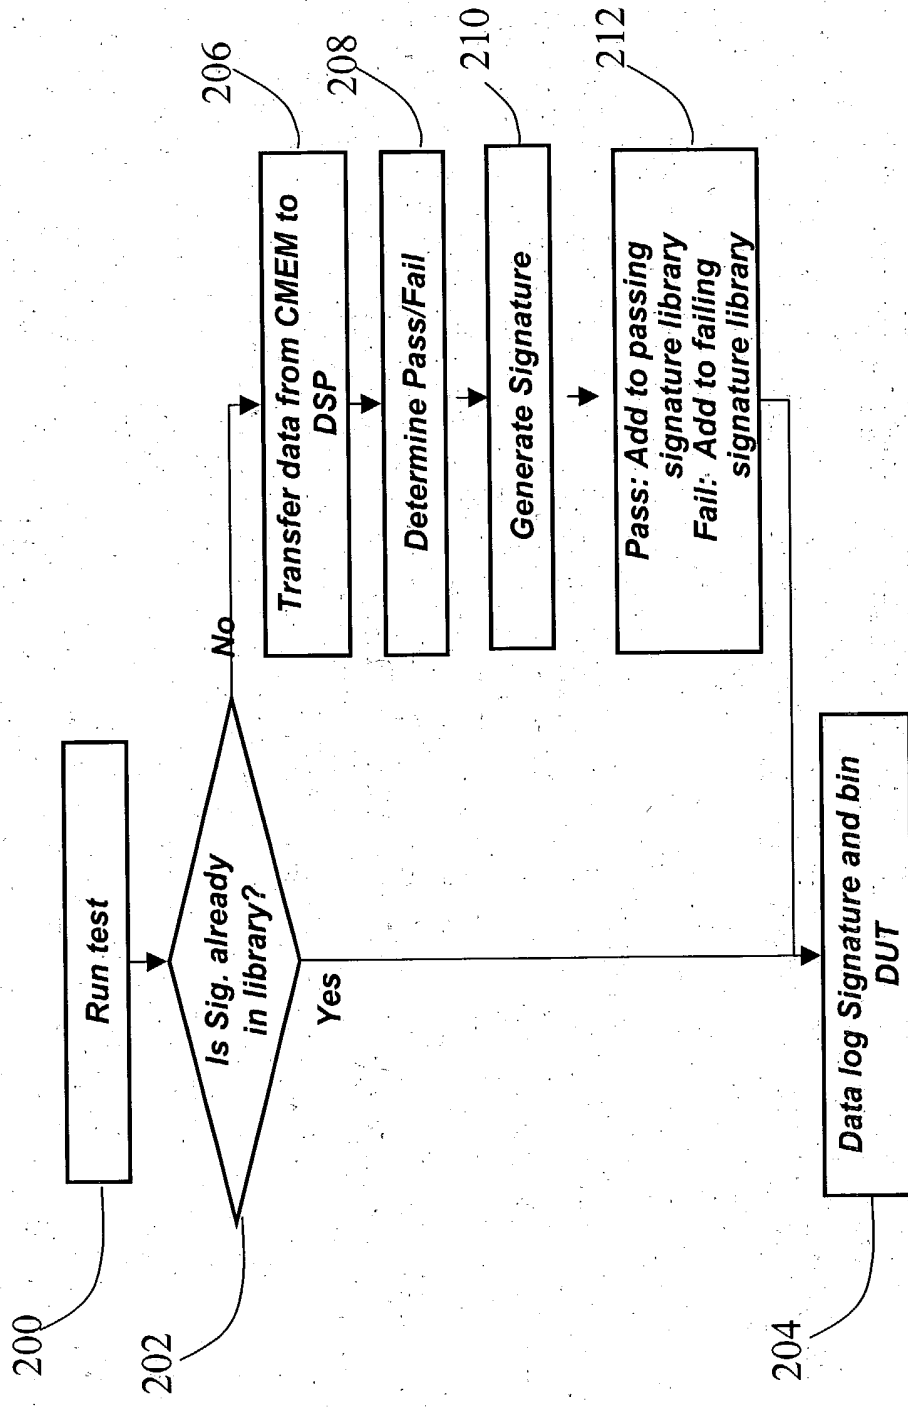 200
Run test
202
Is Sig. already
in library?
No
Yes
206
Transfer data from CMEM to
DSP
208
Determine Pass/Fail
210
Generate Signature
212
Pass: Add to passing
signature library
Fail: Add to failing
signature library
204
Data log Signature and bin
DUT